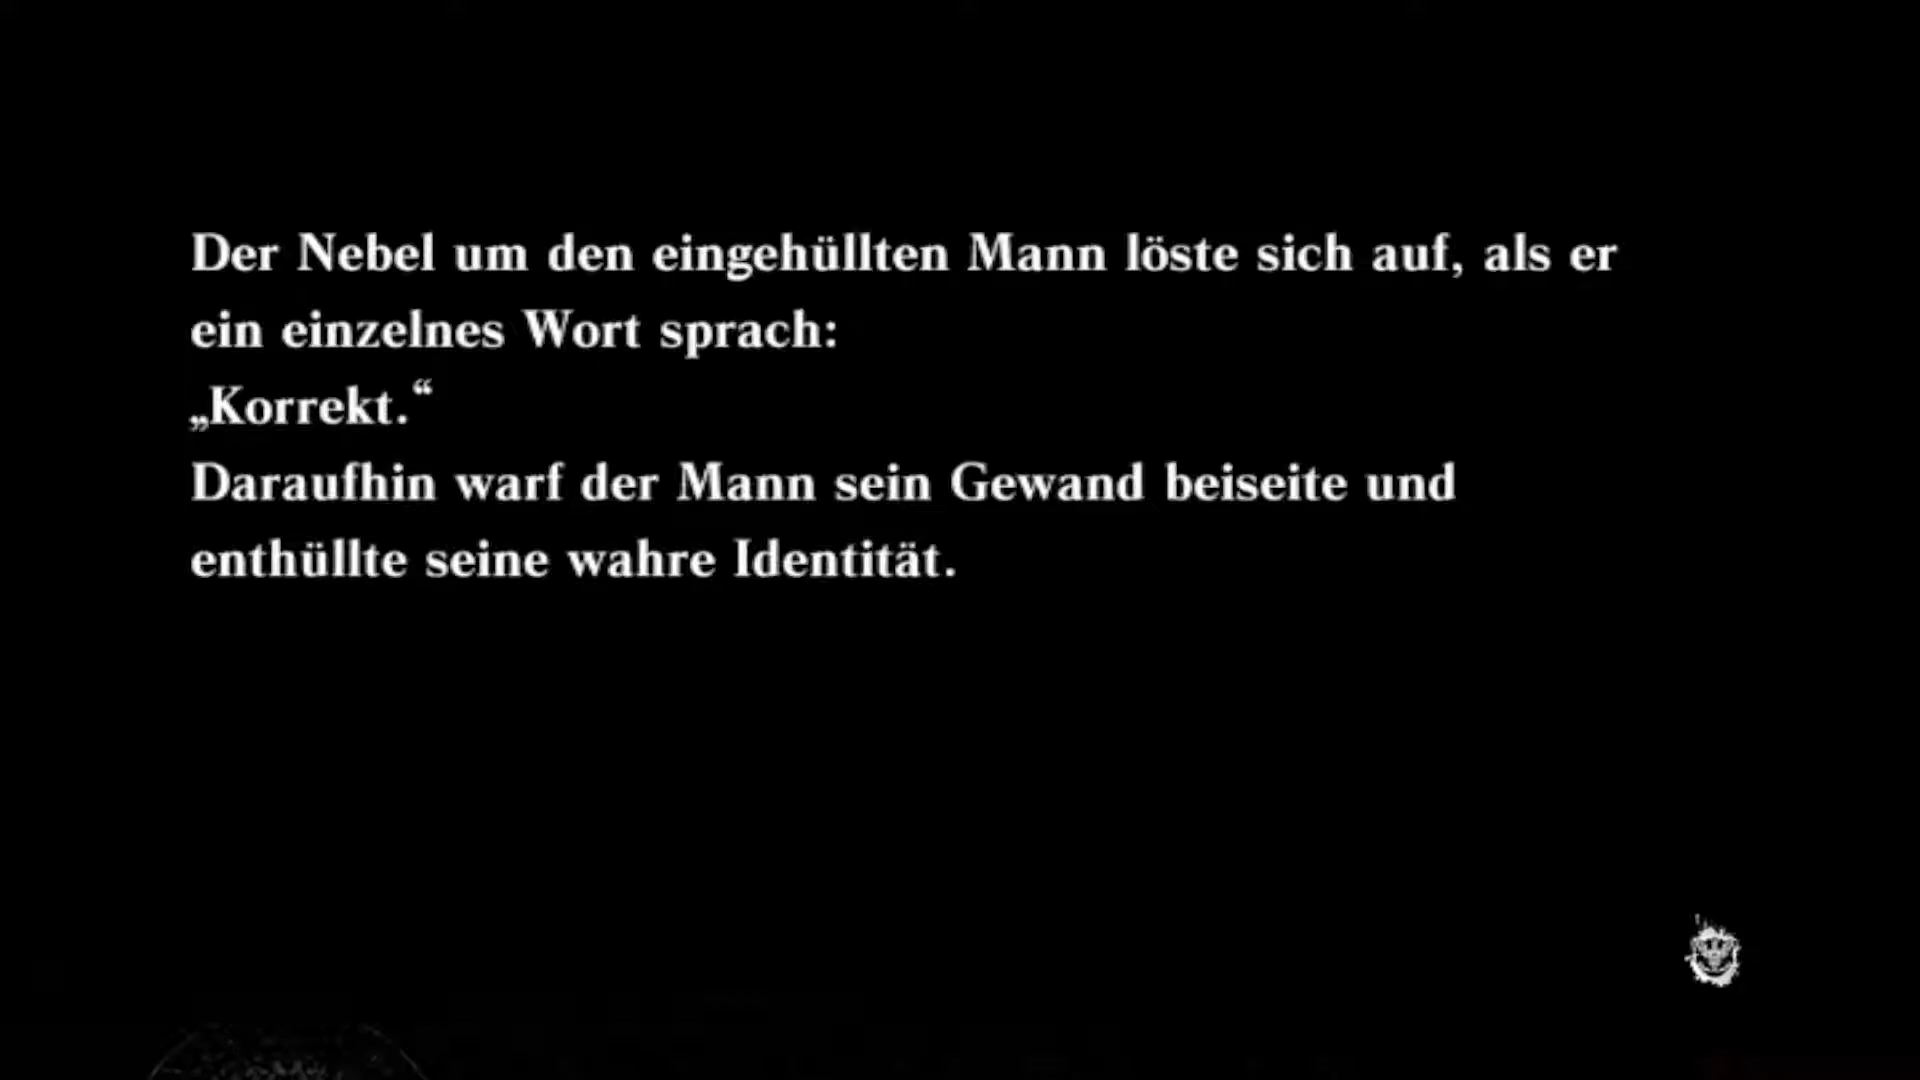 Der Nebel um den eingehüllten Mann löste sich auf, als er
ein einzelnes Wort sprach:
„Korrekt.“
Daraufhin warf der Mann sein Gewand beiseite und
enthüllte seine wahre Identität.